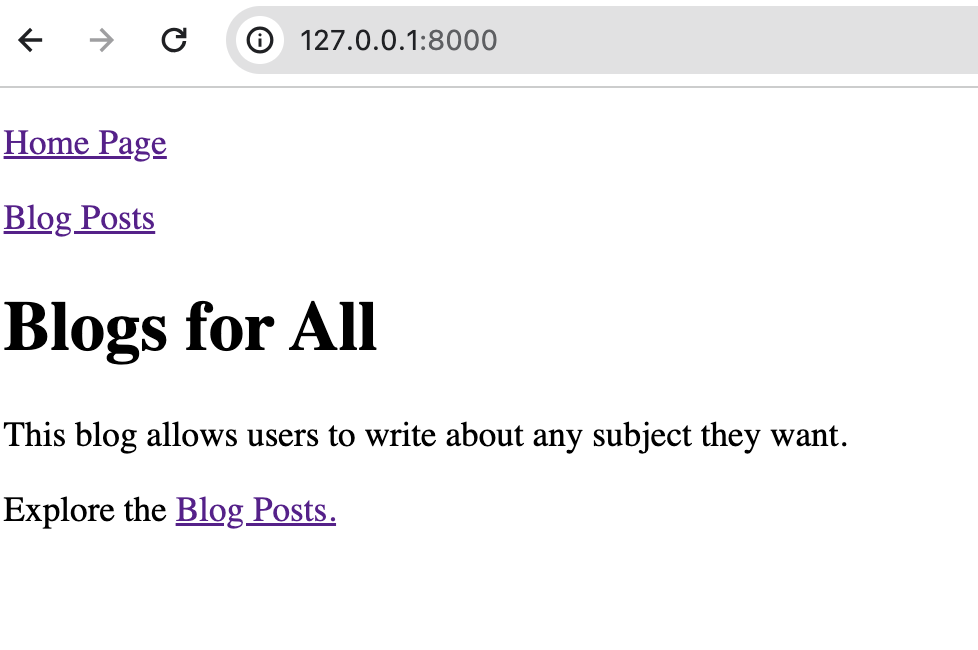 127.0.0.1:8000
Home Page
Blog Posts
Blogs for All
This blog allows users to write about any subject they want.
Explore the Blog Posts.